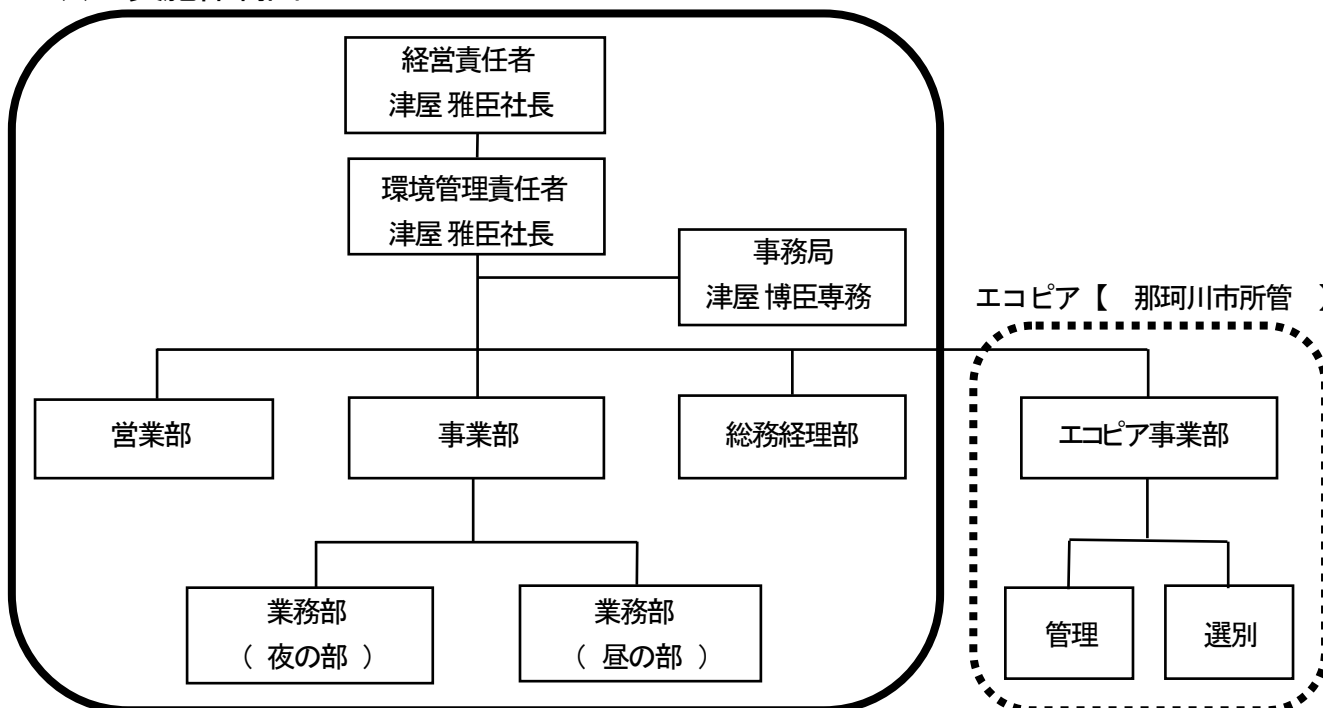 経営責任者
津屋 雅臣社長
環境管理責任者
津屋 雅臣社長
事務局
津屋 博臣専務
エコピア【 那珂川市所管 】
営業部
事業部
総務経理部
エコピア事業部
業務部
（ 夜の部 ）
業務部
（ 昼の部 ）
管理
選別